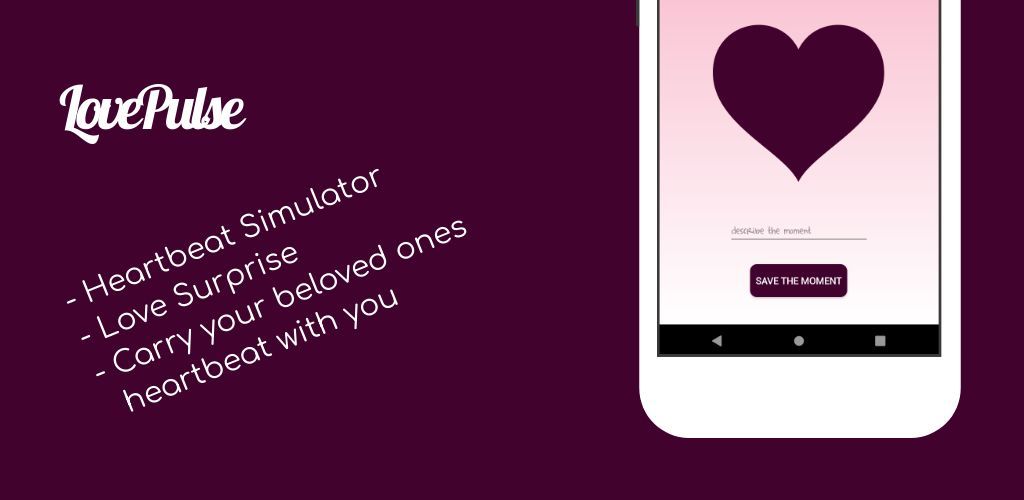 LovePulse
- Heartbeat Simulator
- Love Surprise
- Carry your beloved ones
heartbeat with you
describe the moment
SAVE THE MOMENT